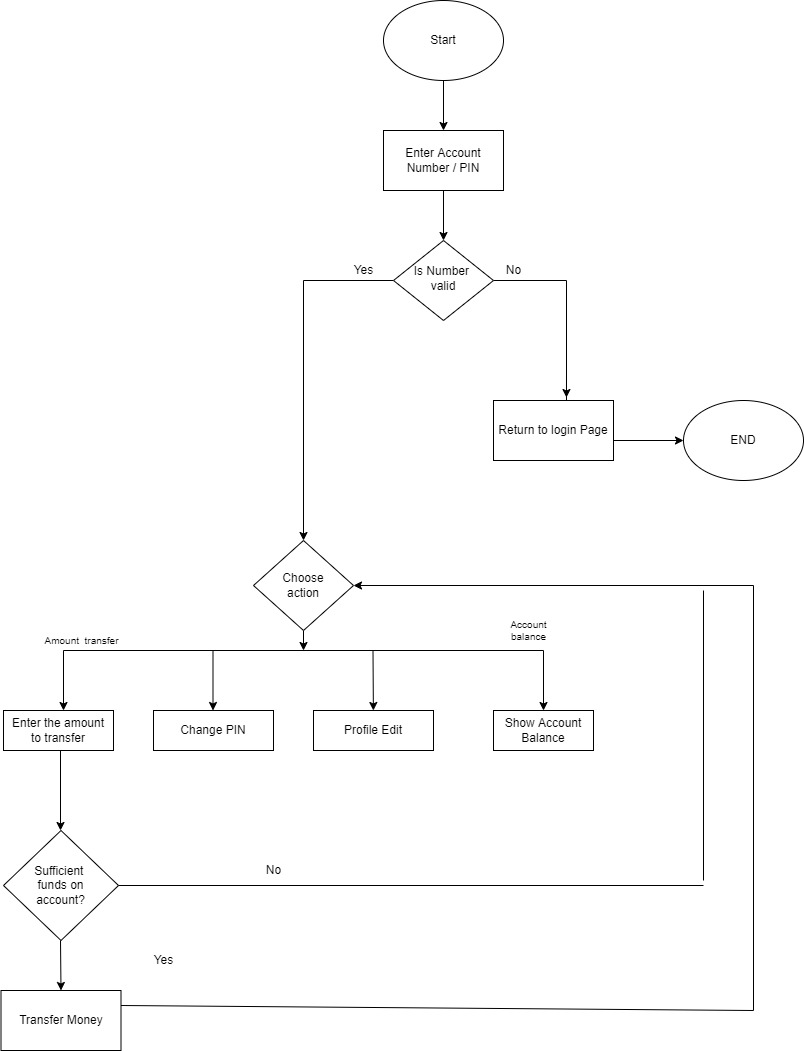 Start
Enter Account
Number / PIN
Yes
Is Number
valid
No
Return to login Page
END
Choose
action
Amount transfer
Account
balance
Enter the amount
to transfer
Change PIN
Profile Edit
Show Account
Balance
Sufficient
funds on
account?
No
Yes
Transfer Money